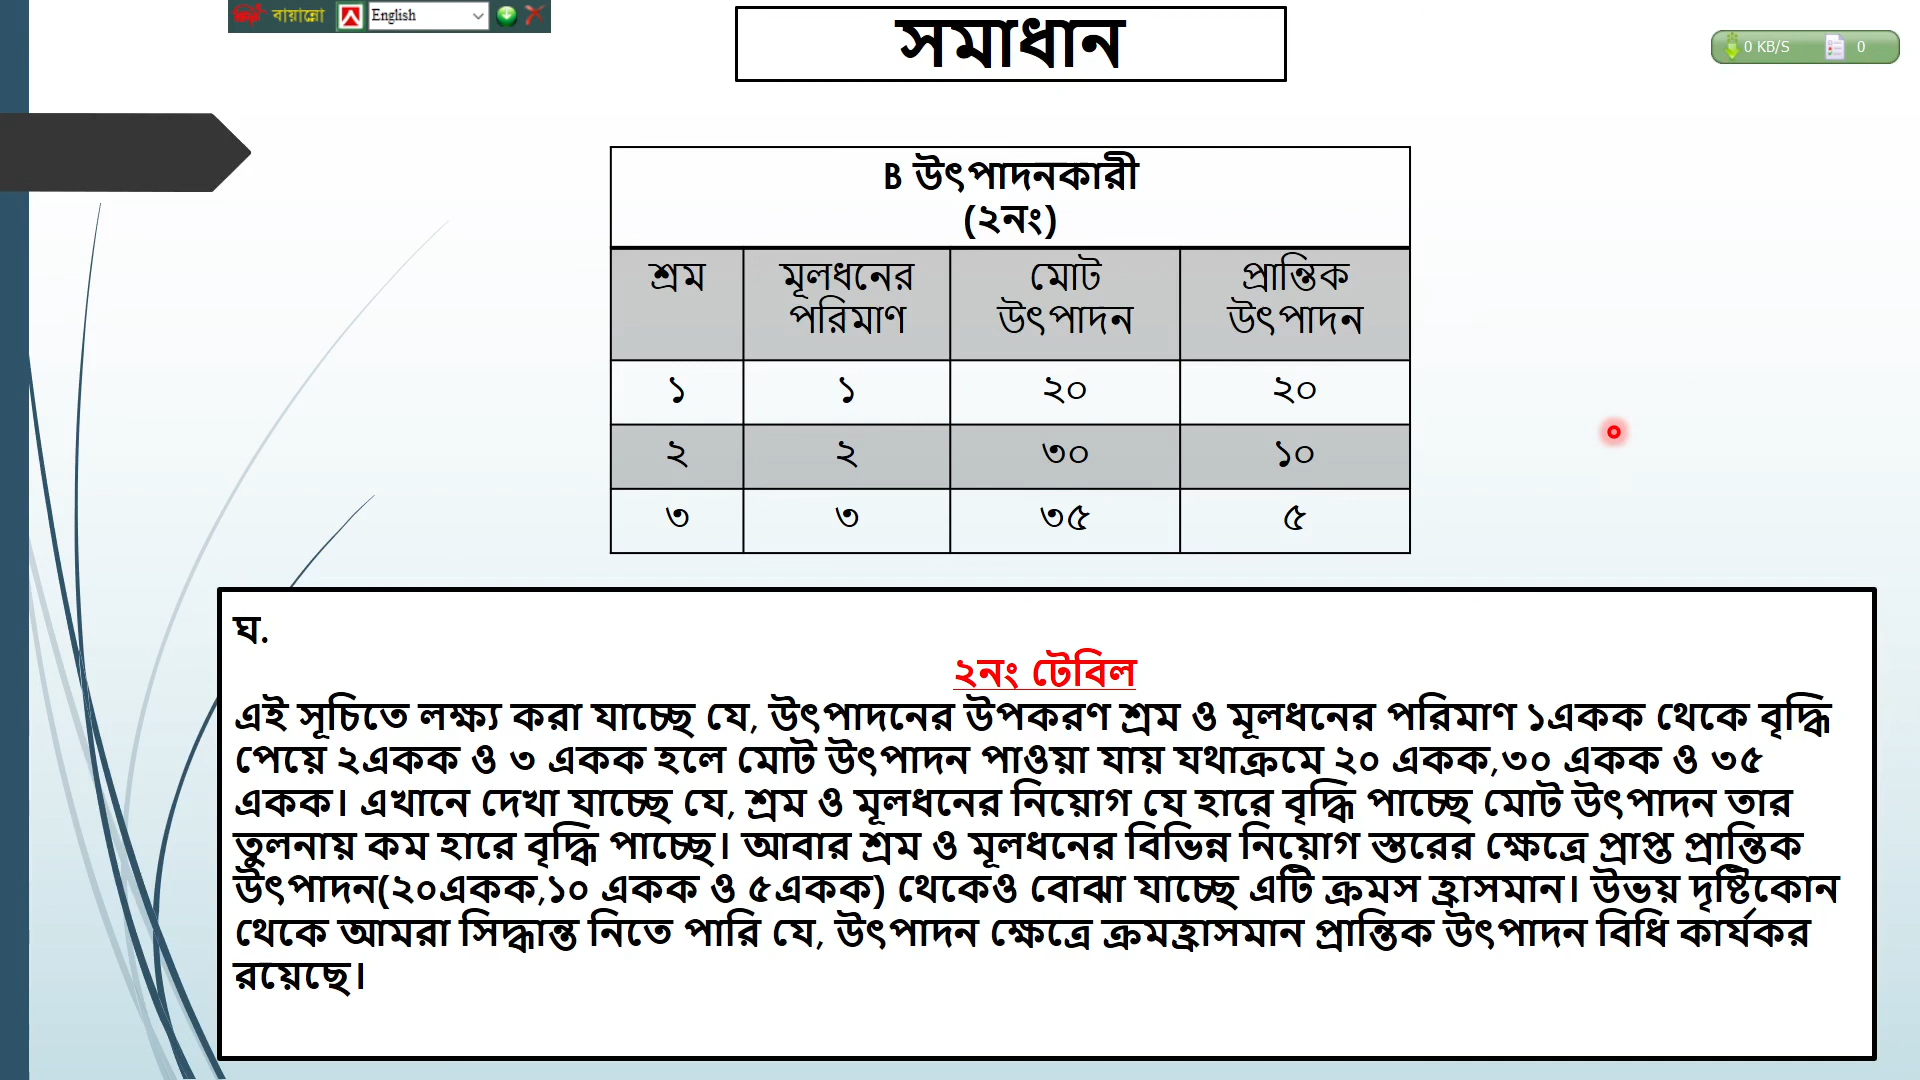 বায়ান্নো
English
সমাধান
0 KB/S
0
B উৎপাদনকারী
(২নং)
শ্রম
মূলধনের পরিমাণ
মোট উৎপাদন
প্রান্তিক উৎপাদন
১ ১ ২০ ২০
২ ২ ৩০ ১০
৩ ৩ ৩৫ ৫
ঘ.
২নং টেবিল
এই সূচিতে লক্ষ্য করা যাচ্ছে যে, উৎপাদনের উপকরণ শ্রম ও মূলধনের পরিমাণ ১একক থেকে বৃদ্ধি
পেয়ে ২একক ও ৩ একক হলে মোট উৎপাদন পাওয়া যায় যথাক্রমে ২০ একক,৩০ একক ও ৩৫
একক। এখানে দেখা যাচ্ছে যে, শ্রম ও মূলধনের নিয়োগ যে হারে বৃদ্ধি পাচ্ছে মোট উৎপাদন তার
তুলনায় কম হারে বৃদ্ধি পাচ্ছে। আবার শ্রম ও মূলধনের বিভিন্ন নিয়োগ স্তরের ক্ষেত্রে প্রাপ্ত প্রান্তিক
উৎপাদন(২০একক,১০ একক ও ৫একক) থেকেও বোঝা যাচ্ছে এটি ক্রমস হ্রাসমান। উভয় দৃষ্টিকোন
থেকে আমরা সিদ্ধান্ত নিতে পারি যে, উৎপাদন ক্ষেত্রে ক্রমহ্রাসমান প্রান্তিক উৎপাদন বিধি কার্যকর
রয়েছে।